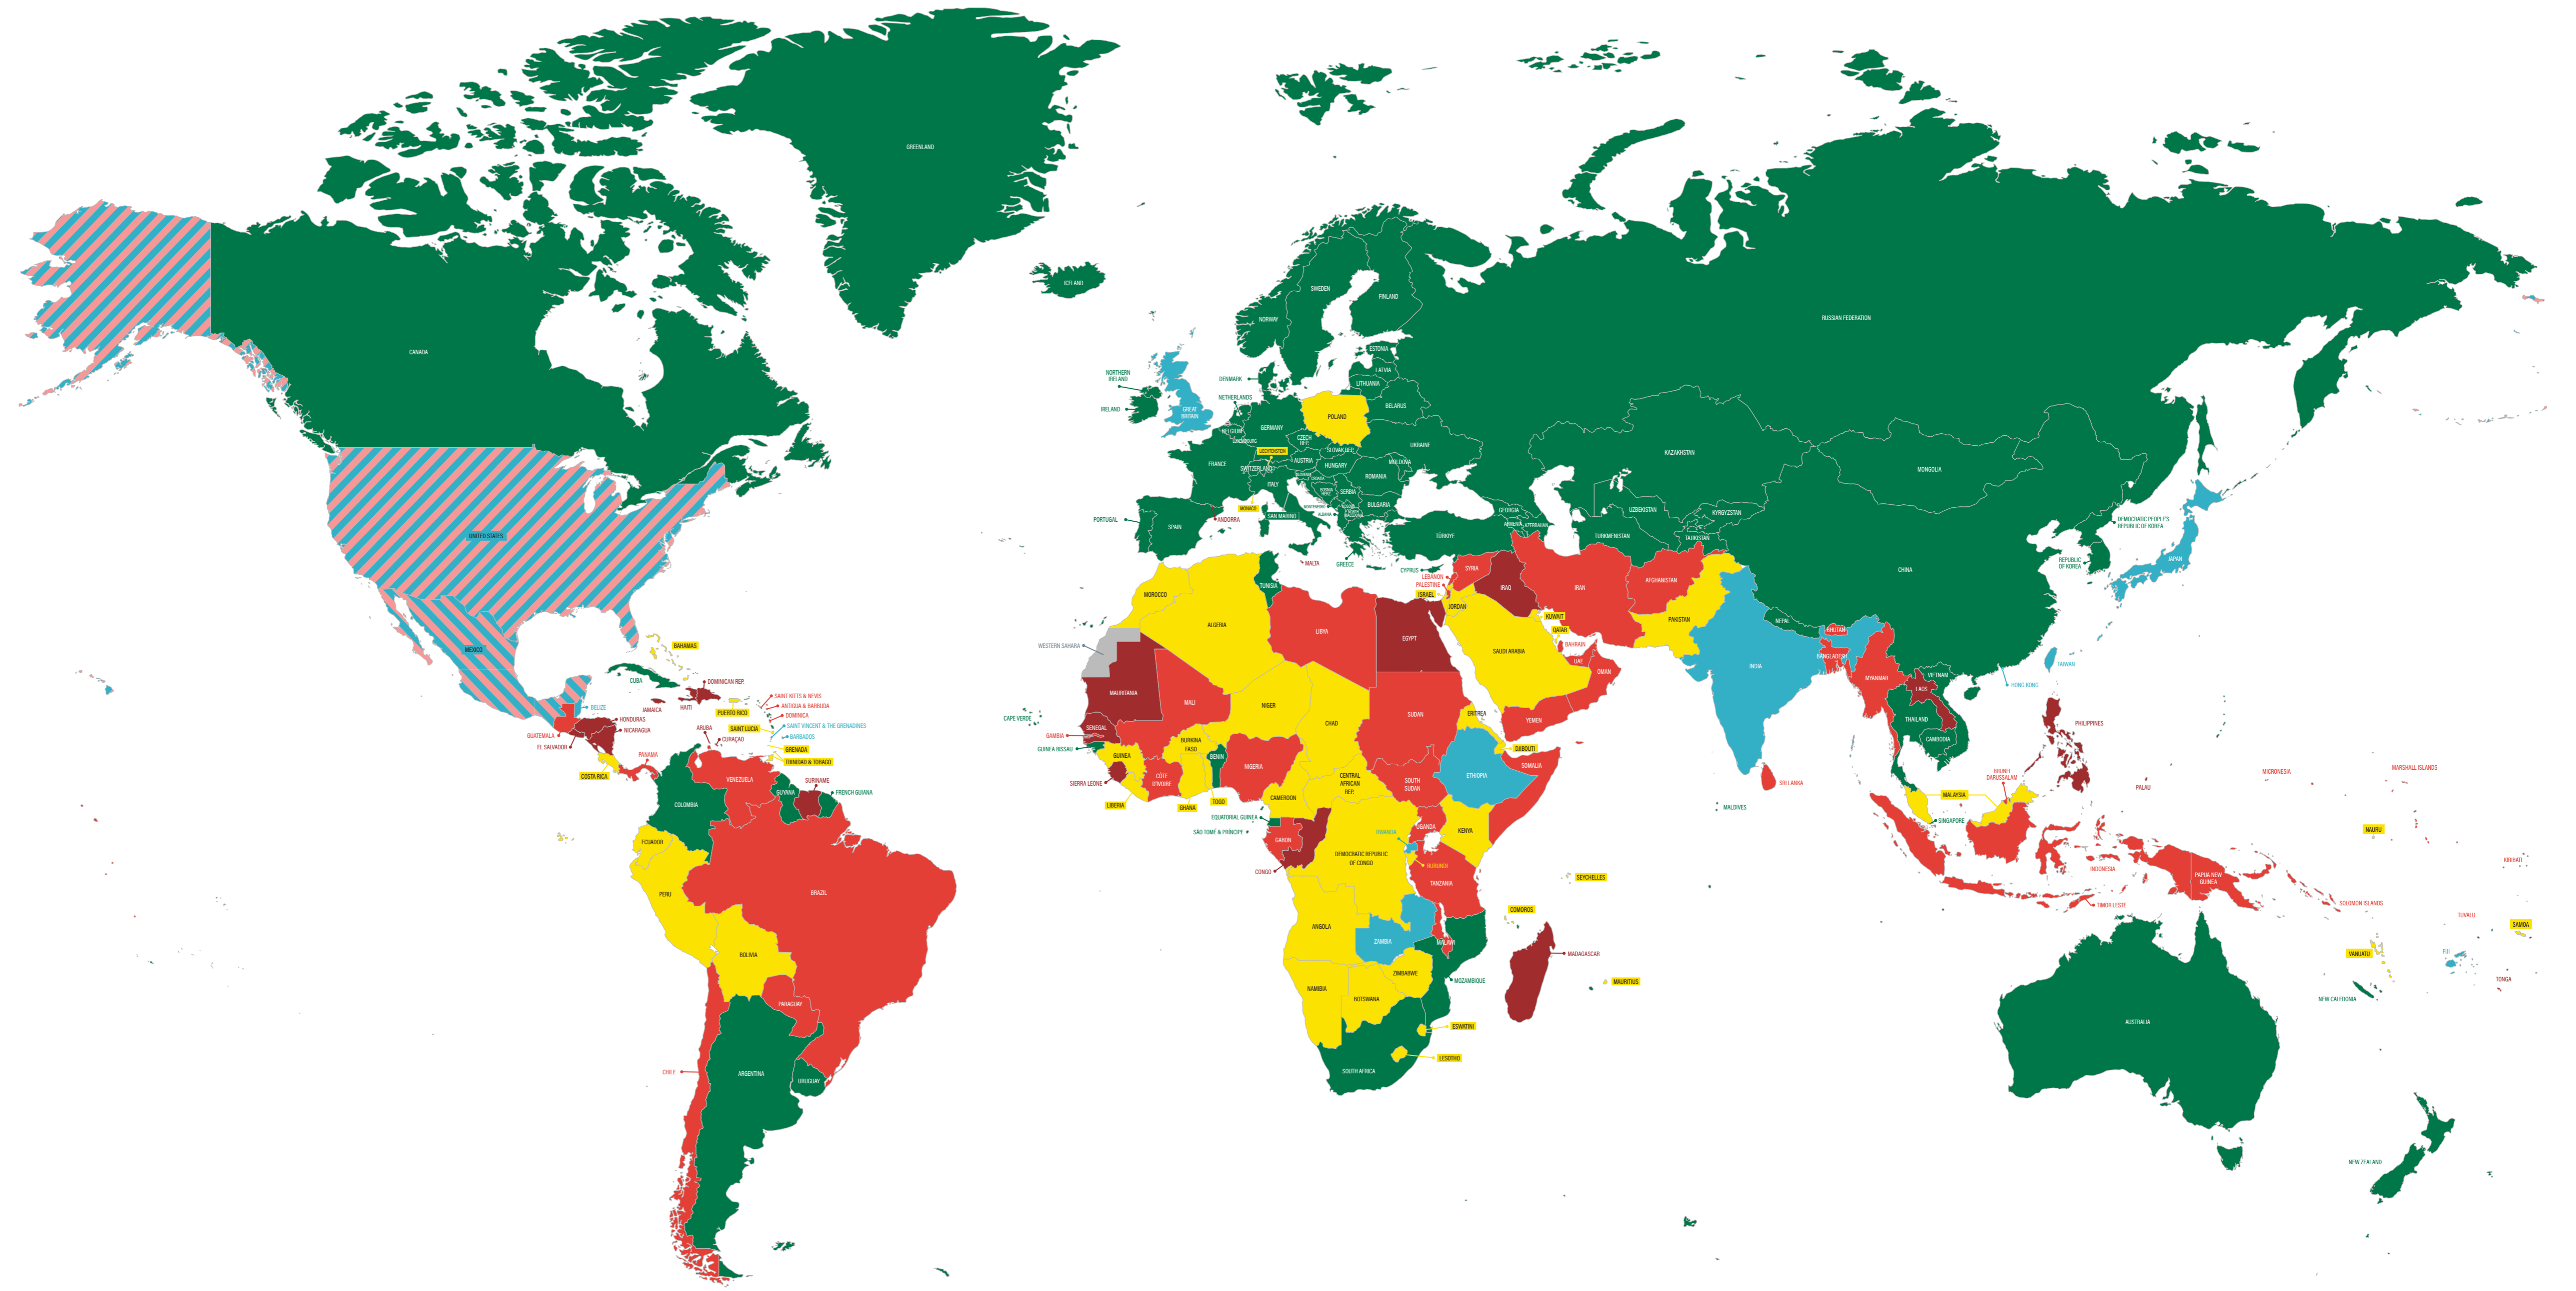 GREENLAND
ICELAND
CANADA
UNITED STATES
MEXICO
BAHAMAS
CUBA
DOMINICAN REP.
JAMAICA
HAITI
PUERTO RICO
SAINT KITTS & NEVIS
ANTIGUA & BARBUDA
DOMINICA
SAINT VINCENT & THE GRENADINES
SAINT LUCIA
BARBADOS
GRENADA
TRINIDAD & TOBAGO
ARUBA
CURAÇAO
BELIZE
HONDURAS
NICARAGUA
GUATEMALA
EL SALVADOR
COSTA RICA
PANAMA
VENEZUELA
GUYANA
SURINAME
FRENCH GUIANA
COLOMBIA
ECUADOR
PERU
BRAZIL
BOLIVIA
PARAGUAY
CHILE
ARGENTINA
URUGUAY
SWEDEN
FINLAND
NORWAY
RUSSIAN FEDERATION
ESTONIA
LATVIA
LITHUANIA
BELARUS
DENMARK
NORTHERN
IRELAND
IRELAND
GREAT
BRITAIN
NETHERLANDS
BELGIUM
LUXEMBOURG
GERMANY
POLAND
CZECH
REP.
SLOVAK REP.
UKRAINE
LIECHTENSTEIN
FRANCE
SWITZERLAND
AUSTRIA
HUNGARY
MOLDOVA
ROMANIA
ITALY
SERBIA
BULGARIA
MONACO
SAN MARINO
MONTENEGRO
ALBANIA
PORTUGAL
SPAIN
ANDORRA
MALTA
GREECE
TÜRKIYE
CYPRUS
GEORGIA
ARMENIA
AZERBAIJAN
KAZAKHSTAN
UZBEKISTAN
KYRGYZSTAN
TURKMENISTAN
TAJIKISTAN
MONGOLIA
CHINA
DEMOCRATIC PEOPLE'S
REPUBLIC OF KOREA
REPUBLIC
OF KOREA
JAPAN
TAIWAN
HONG KONG
SYRIA
LEBANON
PALESTINE
ISRAEL
JORDAN
IRAQ
IRAN
AFGHANISTAN
PAKISTAN
KUWAIT
QATAR
BAHRAIN
UAE
SAUDI ARABIA
OMAN
YEMEN
NEPAL
BHUTAN
BANGLADESH
INDIA
SRI LANKA
MALDIVES
MYANMAR
LAOS
VIETNAM
THAILAND
CAMBODIA
PHILIPPINES
BRUNEI
DARUSSALAM
MALAYSIA
SINGAPORE
INDONESIA
TIMOR LESTE
PALAU
MICRONESIA
MARSHALL ISLANDS
NAURU
KIRIBATI
PAPUA NEW
GUINEA
SOLOMON ISLANDS
TUVALU
SAMOA
VANUATU
FIJI
TONGA
NEW CALEDONIA
AUSTRALIA
NEW ZEALAND
MOROCCO
ALGERIA
TUNISIA
LIBYA
EGYPT
WESTERN SAHARA
MAURITANIA
MALI
NIGER
CHAD
SUDAN
ERITREA
DJIBOUTI
CAPE VERDE
SENEGAL
GAMBIA
GUINEA BISSAU
GUINEA
SIERRA LEONE
LIBERIA
CÔTE
D'IVOIRE
BURKINA
FASO
GHANA
TOGO
BENIN
NIGERIA
CAMEROON
CENTRAL
AFRICAN
REP.
SOUTH
SUDAN
ETHIOPIA
SOMALIA
EQUATORIAL GUINEA
SÃO TOMÉ & PRÍNCIPE
GABON
CONGO
DEMOCRATIC REPUBLIC
OF CONGO
UGANDA
KENYA
RWANDA
BURUNDI
TANZANIA
SEYCHELLES
COMOROS
ANGOLA
ZAMBIA
MALAWI
MOZAMBIQUE
MADAGASCAR
MAURITIUS
ZIMBABWE
NAMIBIA
BOTSWANA
ESWATINI
LESOTHO
SOUTH AFRICA